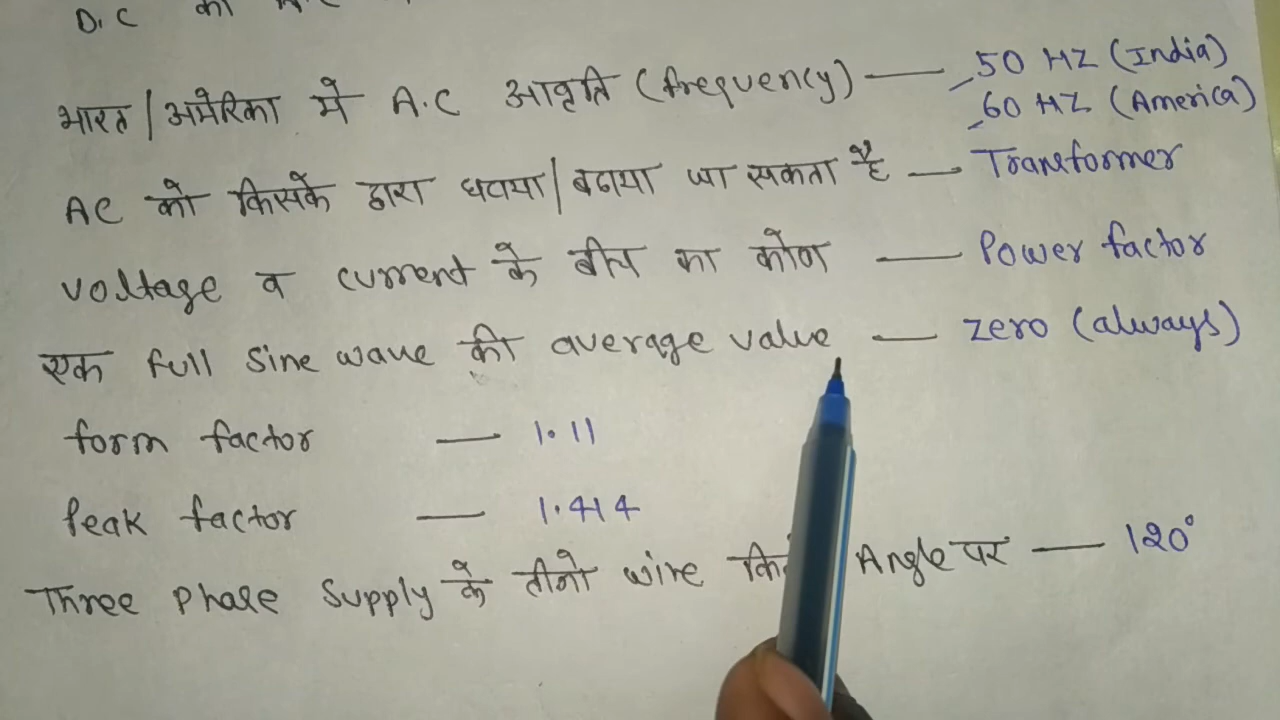 D.C को A.C
भारत/अमेरिका में A.C आवृति (frequency) — 50 HZ (India)
60 HZ (America)
AC को किसके द्वारा घटाया/बढाया जा सकता है — Transformer
voltage व current के बीच का कोण — Power factor
एक full sine wave की average value — zero (always)
form factor — 1.11
Peak factor — 1.414
Three Phase Supply के तीनो wire Angle पर — 120°